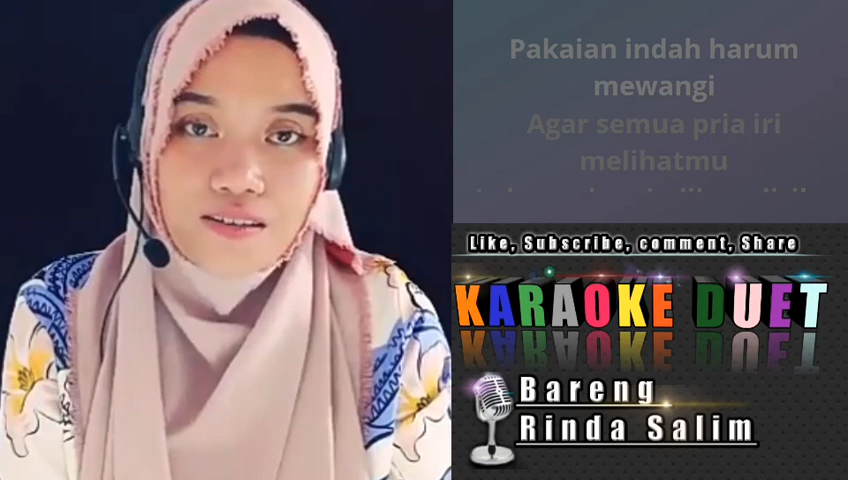 Pakaian indah harum
mewangi
Agar semua pria iri
melihatmu
Like, Subscribe, comment, Share
KARAOKE DUET
Bareng
Rinda Salim